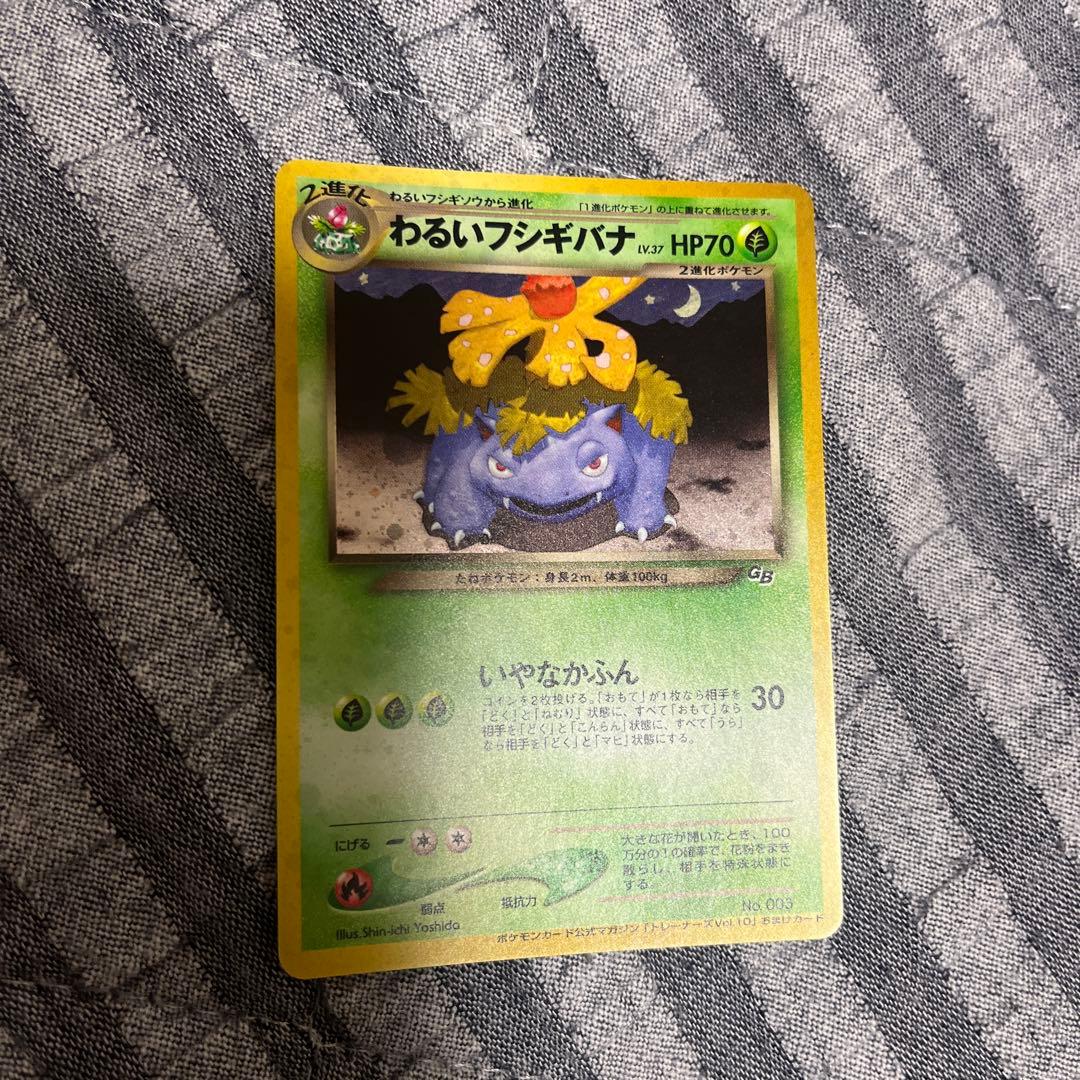 2進化
わるいフシギソウから進化
「1進化ポケモン」の上に重ねて進化させます。
わるいフシギバナ LV.37 HP70
2進化ポケモン
たねポケモン:身長2m、体重100kg
GB
いやなかふん
30
コインを2枚投げる。「おもて」が1枚なら相手を
「どく」と「ねむり」状態に、すべて「おもて」なら
相手を「どく」と「こんらん」状態に、すべて「うら」
なら相手を「どく」と「マヒ」状態にする。
にげる
弱点
抵抗力
大きな花が開いたとき、100
万分の1の確率で、花粉をまき
散らし、相手を特殊状態に
する。
No. 003
Illus. Shin-ichi Yoshida
ポケモンカード公式マガジン「トレーナーズVol.10」おまけカード